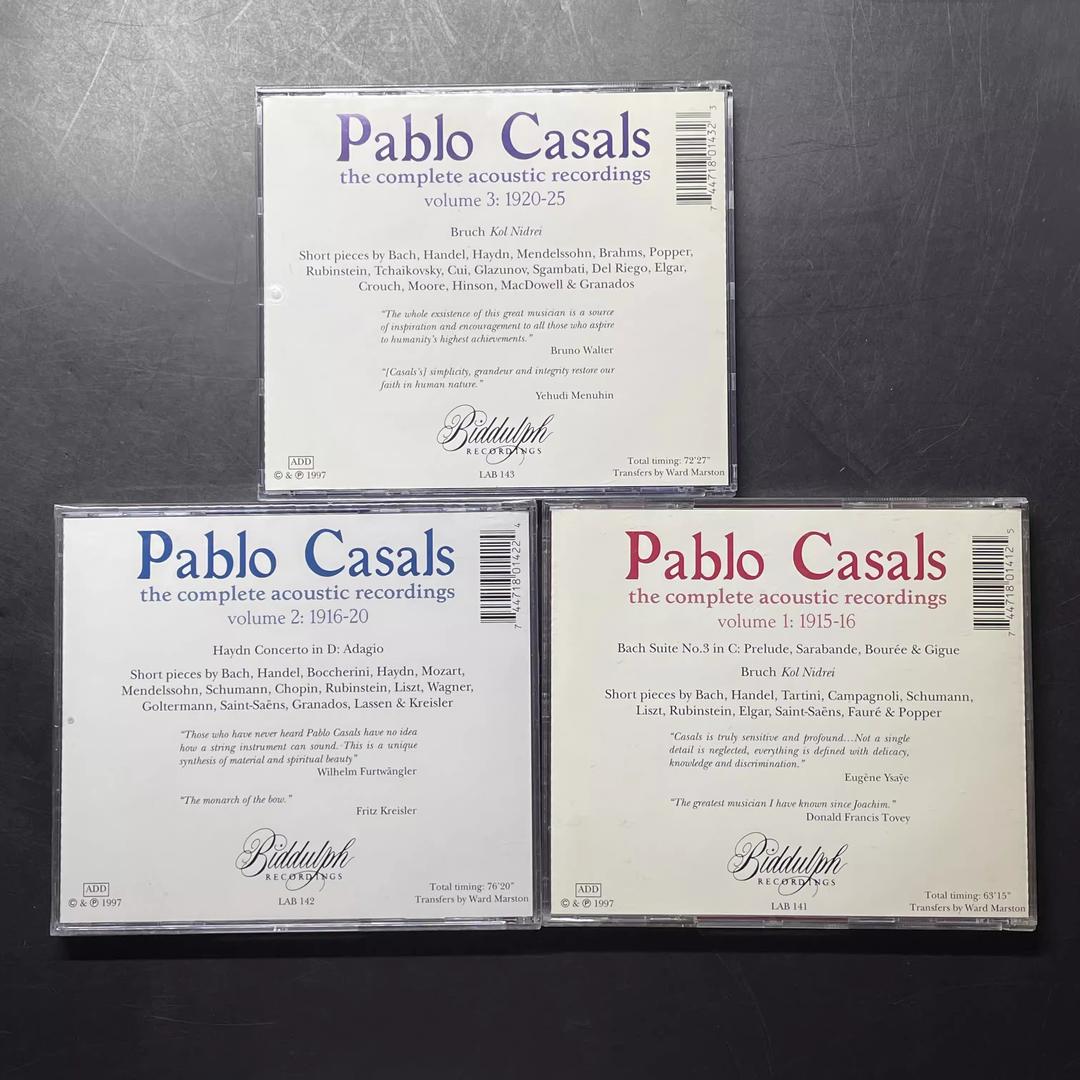 Pablo Casals
the complete acoustic recordings
volume 3: 1920-25
7 44718 01432 3
Bruch Kol Nidrei
Short pieces by Bach, Handel, Haydn, Mendelssohn, Brahms, Popper,
Rubinstein, Tchaikovsky, Cui, Glazunov, Sgambati, Del Riego, Elgar,
Crouch, Moore, Hinson, MacDowell & Granados
“The whole exsistence of this great musician is a source
of inspiration and encouragement to all those who aspire
to humanity's highest achievements.”
Bruno Walter
“[Casals's] simplicity, grandeur and integrity restore our
faith in human nature.”
Yehudi Menuhin
Biddulph
RECORDINGS
ADD
© & ℗ 1997
LAB 143
Total timing: 72'27"
Transfers by Ward Marston
Pablo Casals
the complete acoustic recordings
volume 2: 1916-20
7 44718 01422 4
Haydn Concerto in D: Adagio
Short pieces by Bach, Handel, Boccherini, Haydn, Mozart,
Mendelssohn, Schumann, Chopin, Rubinstein, Liszt, Wagner,
Goltermann, Saint-Saëns, Granados, Lassen & Kreisler
“Those who have never heard Pablo Casals have no idea
how a string instrument can sound. This is a unique
synthesis of material and spiritual beauty”
Wilhelm Furtwängler
“The monarch of the bow.”
Fritz Kreisler
Biddulph
RECORDINGS
ADD
© & ℗ 1997
LAB 142
Total timing: 76'20"
Transfers by Ward Marston
Pablo Casals
the complete acoustic recordings
volume 1: 1915-16
7 44718 01412 5
Bach Suite No.3 in C: Prelude, Sarabande, Bourée & Gigue
Bruch Kol Nidrei
Short pieces by Bach, Handel, Tartini, Campagnoli, Schumann,
Liszt, Rubinstein, Elgar, Saint-Saëns, Fauré & Popper
“Casals is truly sensitive and profound...Not a single
detail is neglected, everything is defined with delicacy,
knowledge and discrimination.”
Eugène Ysaÿe
“The greatest musician I have known since Joachim.”
Donald Francis Tovey
Biddulph
RECORDINGS
ADD
© & ℗ 1997
LAB 141
Total timing: 63'15"
Transfers by Ward Marston